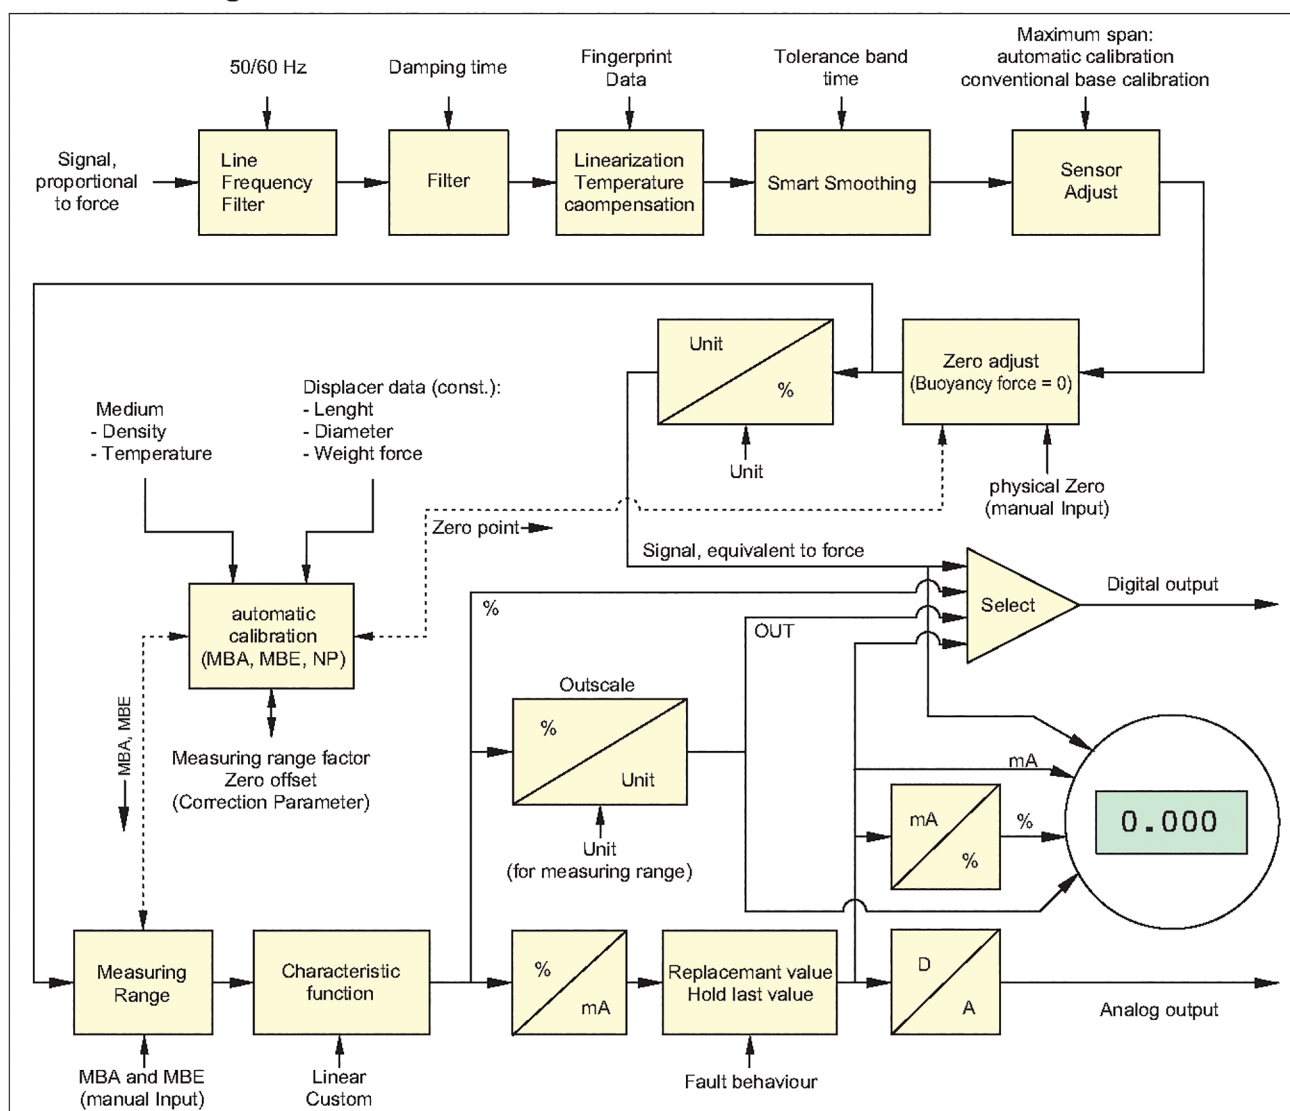 50/60 Hz
Damping time
Fingerprint
Data
Tolerance band
time
Maximum span:
automatic calibration
conventional base calibration
Signal,
proportional
to force
Line
Frequency
Filter
Filter
Linearization
Temperature
caompensation
Smart Smoothing
Sensor
Adjust
Unit
%
Unit
Zero adjust
(Buoyancy force = 0)
physical Zero
(manual Input)
Medium
- Density
- Temperature
Displacer data (const.):
- Lenght
- Diameter
- Weight force
Zero point
Signal, equivalent to force
automatic
calibration
(MBA, MBE, NP)
%
OUT
Select
Digital output
MBA, MBE
Measuring range factor
Zero offset
(Correction Parameter)
Outscale
%
Unit
Unit
(for measuring range)
mA
mA
%
%
0.000
Measuring
Range
Characteristic
function
%
mA
Replacemant value
Hold last value
D
A
Analog output
MBA and MBE
(manual Input)
Linear
Custom
Fault behaviour